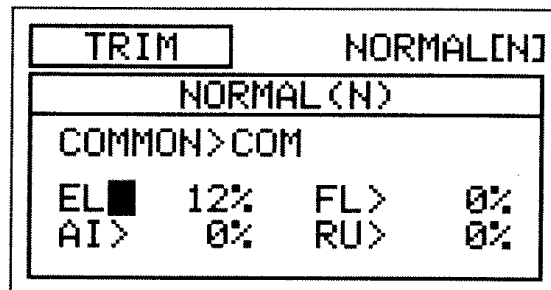 TRIM NORMAL[N]
NORMAL(N)
COMMON>COM
EL 12% FL> 0%
AI> 0% RU> 0%